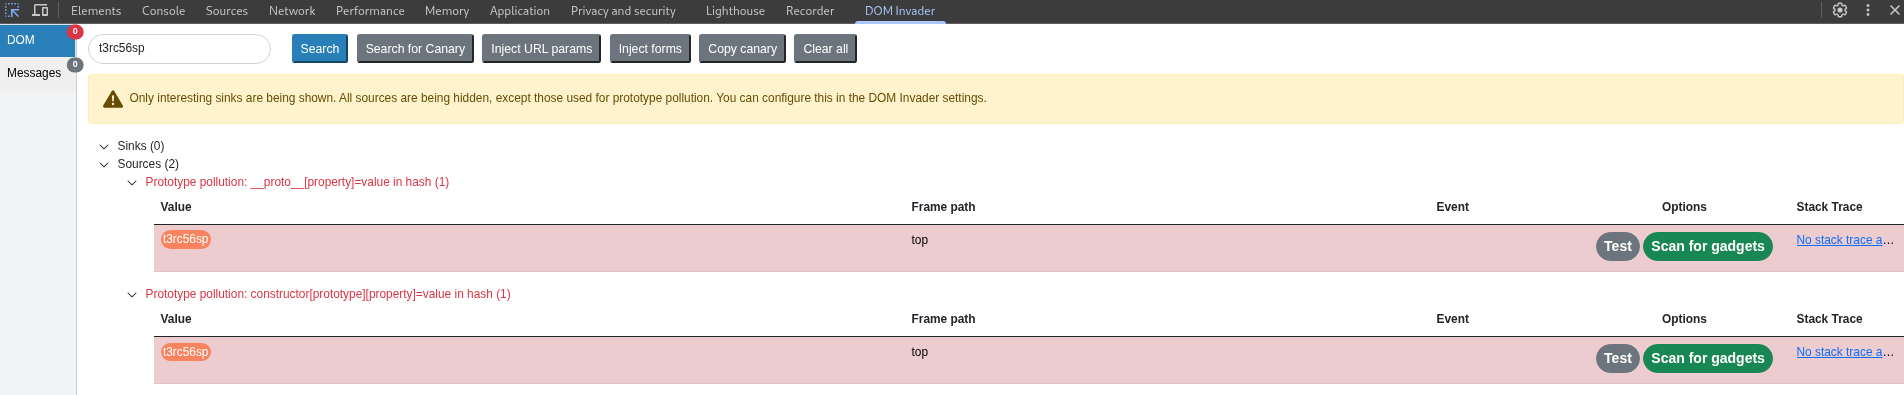 Elements Console Sources Network Performance Memory Application Privacy and security Lighthouse Recorder DOM Invader
DOM 0
Messages 0
t3rc56sp Search Search for Canary Inject URL params Inject forms Copy canary Clear all
Only interesting sinks are being shown. All sources are being hidden, except those used for prototype pollution. You can configure this in the DOM Invader settings.
Sinks (0)
Sources (2)
Prototype pollution: __proto__[property]=value in hash (1)
Value Frame path Event Options Stack Trace
t3rc56sp top Test Scan for gadgets No stack trace a...
Prototype pollution: constructor[prototype][property]=value in hash (1)
Value Frame path Event Options Stack Trace
t3rc56sp top Test Scan for gadgets No stack trace a...